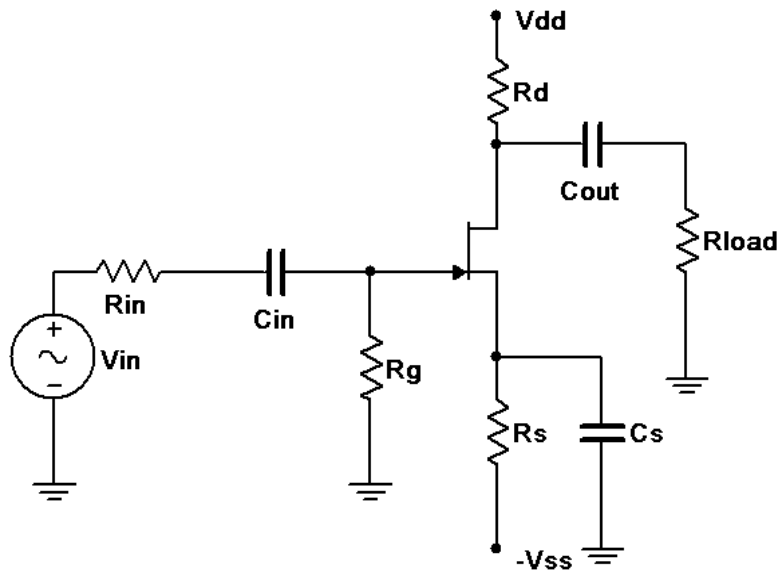 Vdd
Rd
Cout
Rload
Rin
Cin
+
Vin
−
Rg
Rs
Cs
-Vss